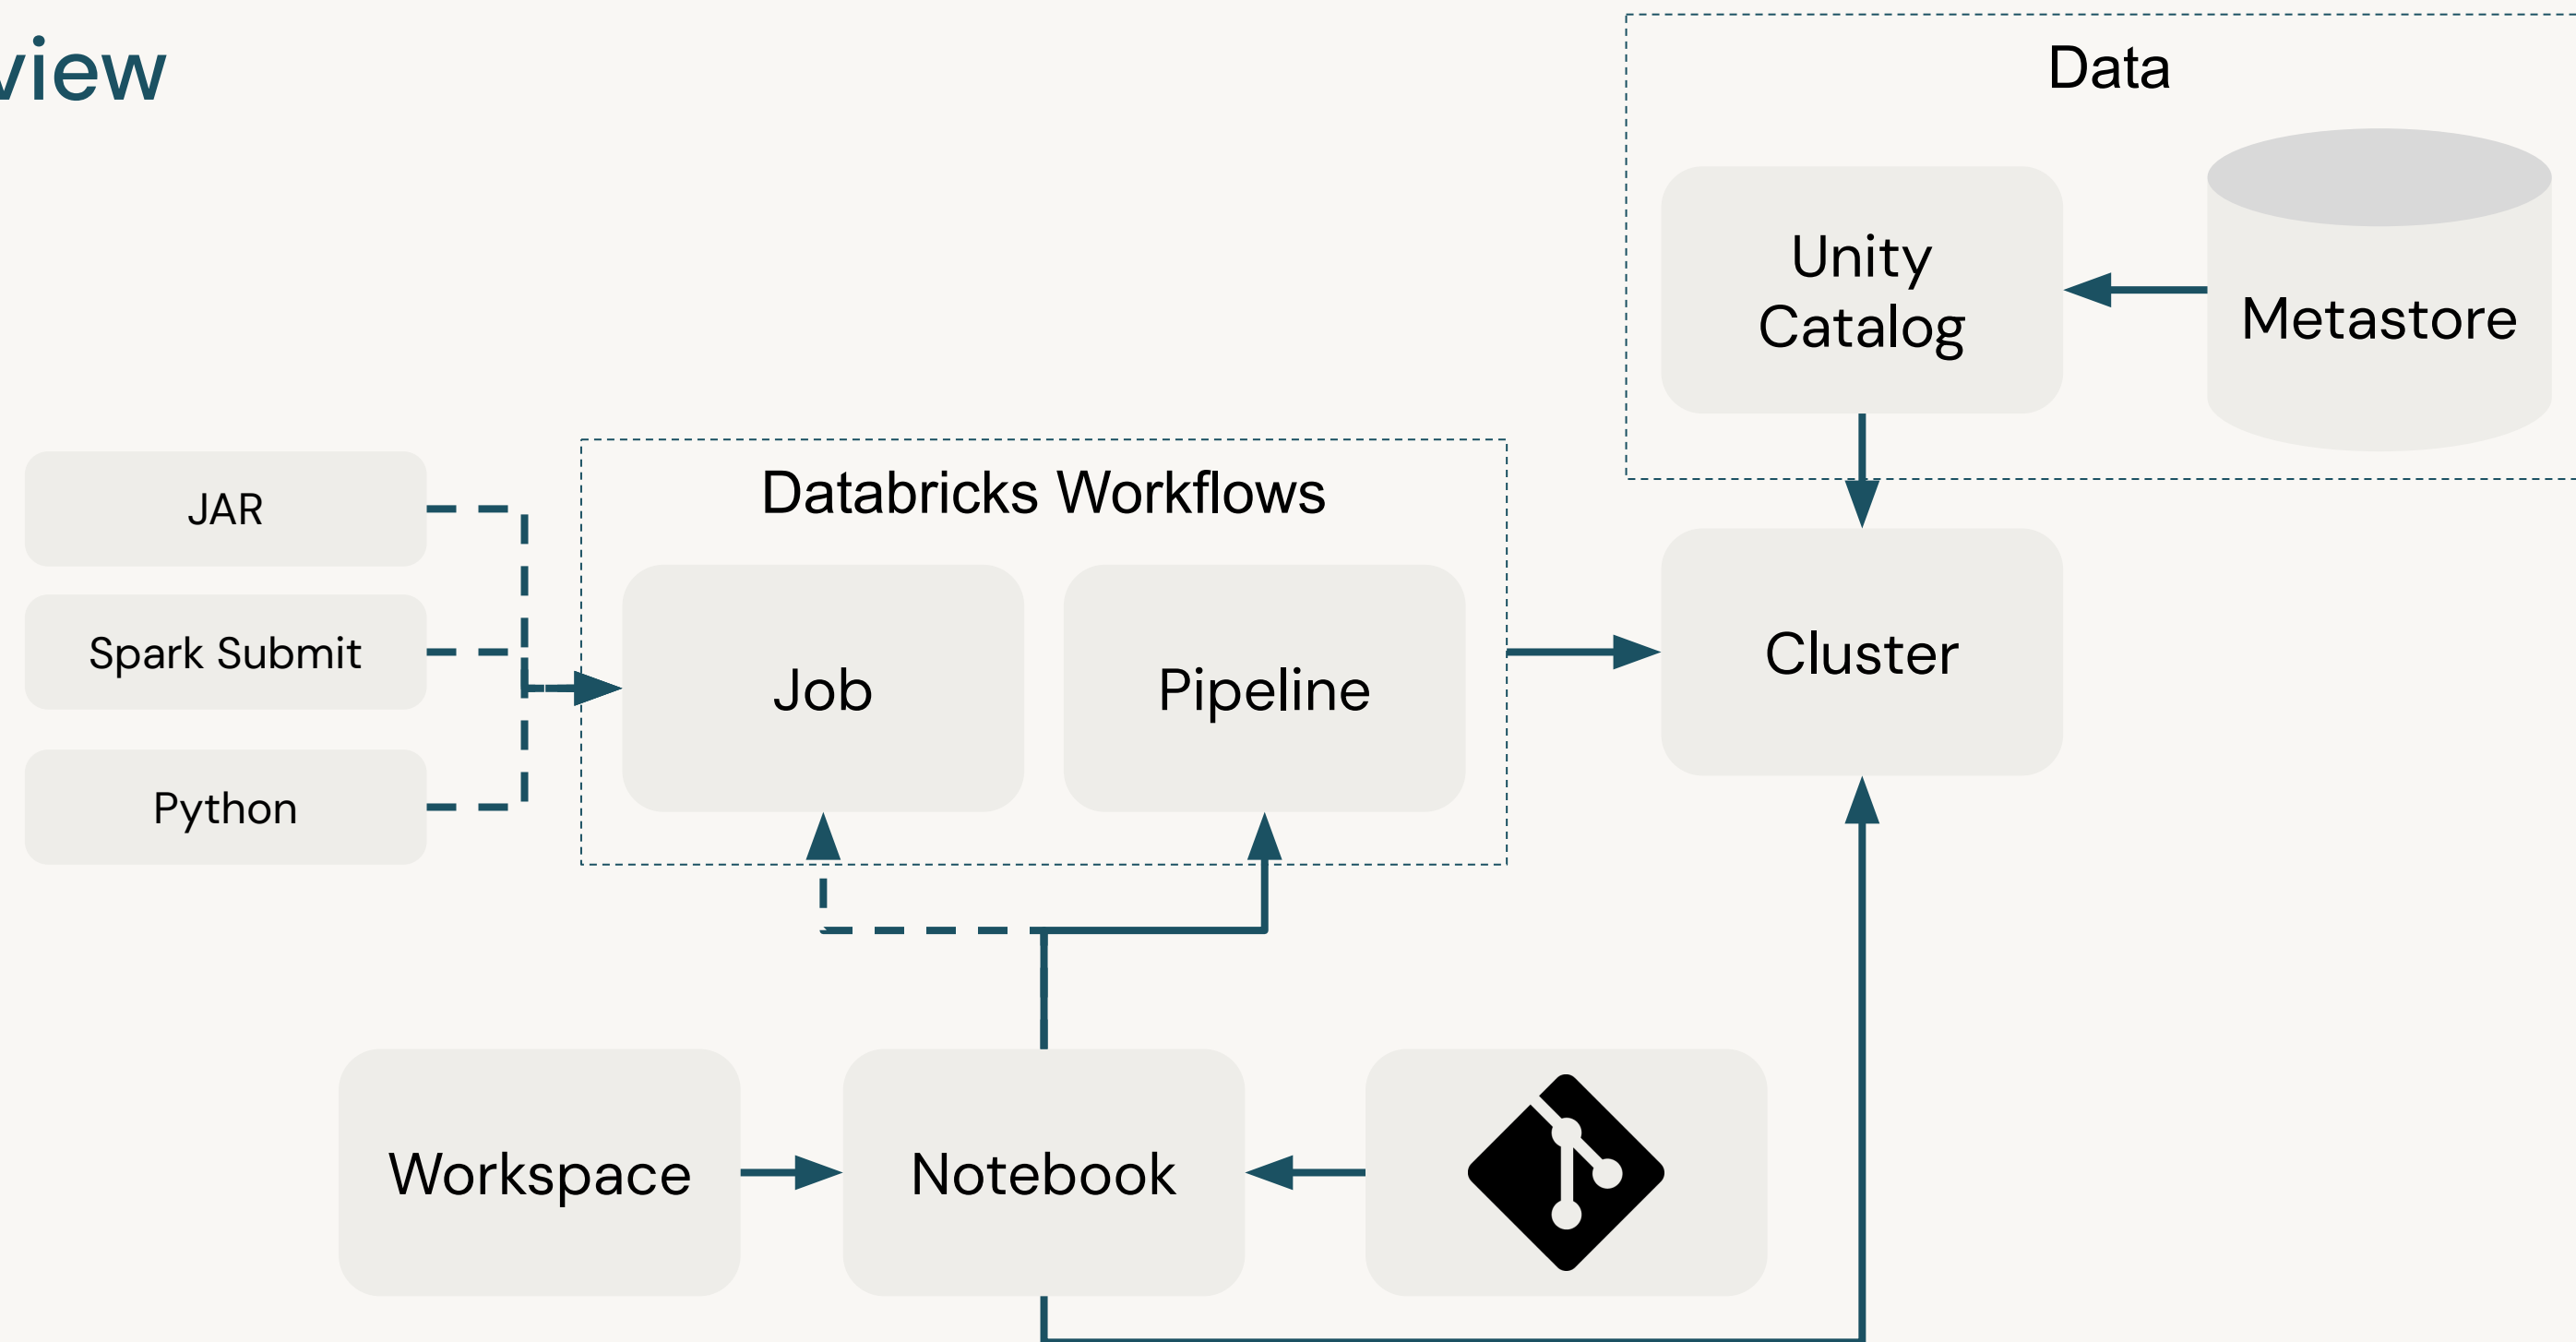 view
Data
Unity
Catalog
Metastore
Databricks Workflows
JAR
Spark Submit
Python
Job
Pipeline
Cluster
Workspace
Notebook